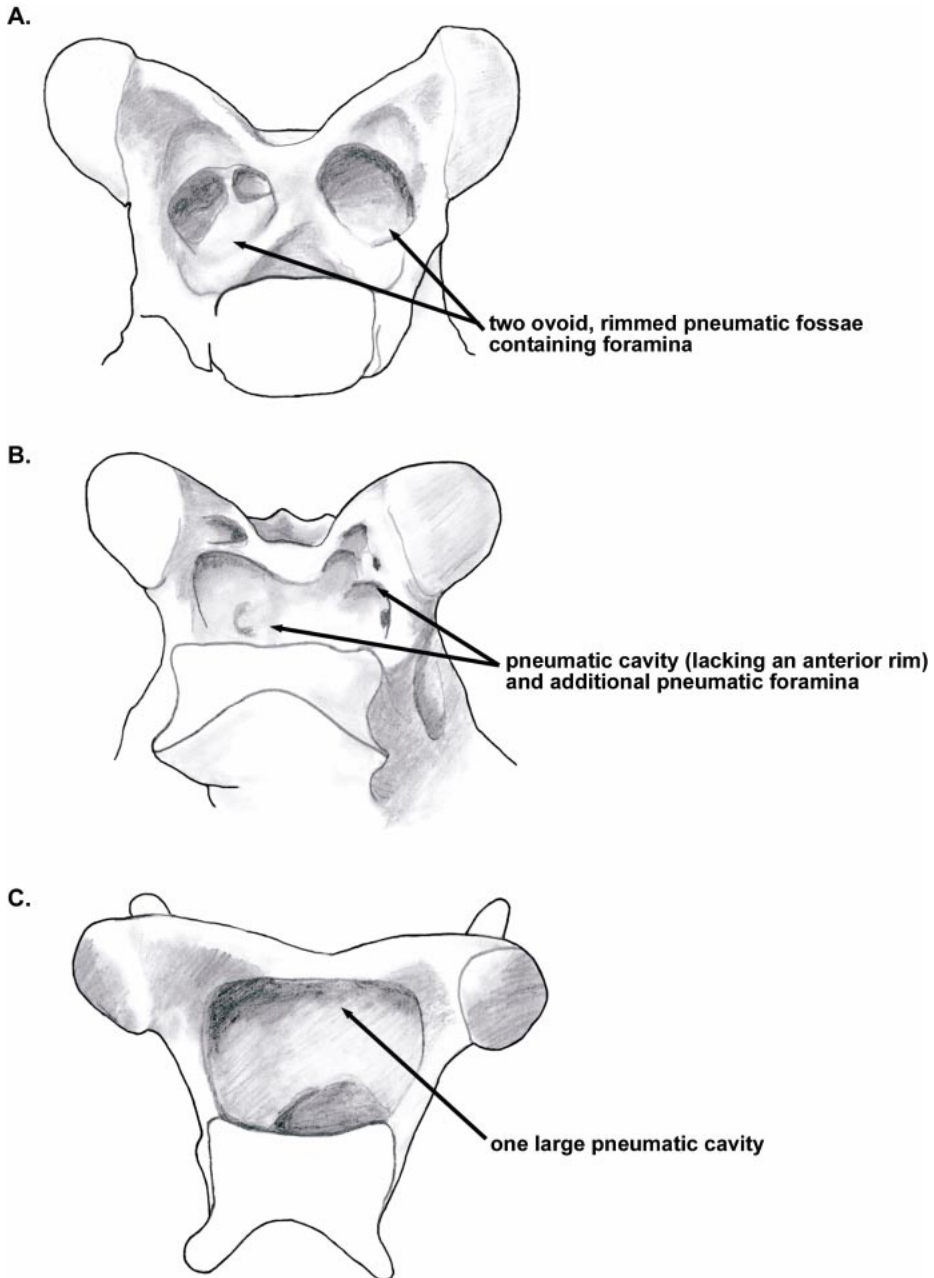 A.
two ovoid, rimmed pneumatic fossae
containing foramina
B.
pneumatic cavity (lacking an anterior rim)
and additional pneumatic foramina
C.
one large pneumatic cavity